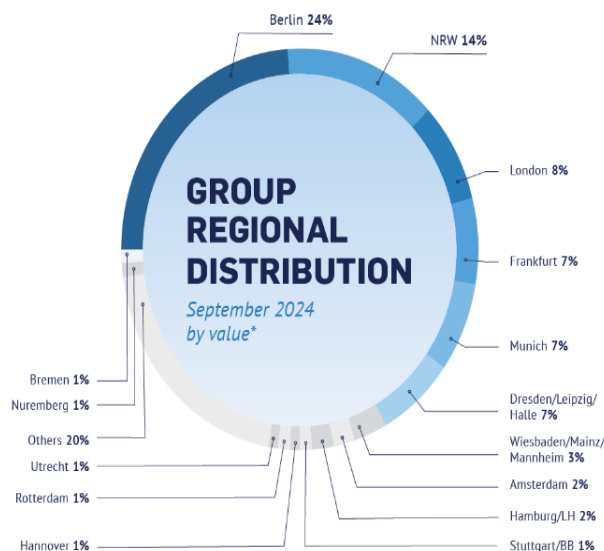 Berlin 24%
NRW 14%
London 8%
Frankfurt 7%
Munich 7%
Dresden/Leipzig/
Halle 7%
Wiesbaden/Mainz/
Mannheim 3%
Amsterdam 2%
Hamburg/LH 2%
Stuttgart/BB 1%
GROUP
REGIONAL
DISTRIBUTION
September 2024
by value*
Bremen 1%
Nuremberg 1%
Others 20%
Utrecht 1%
Rotterdam 1%
Hannover 1%